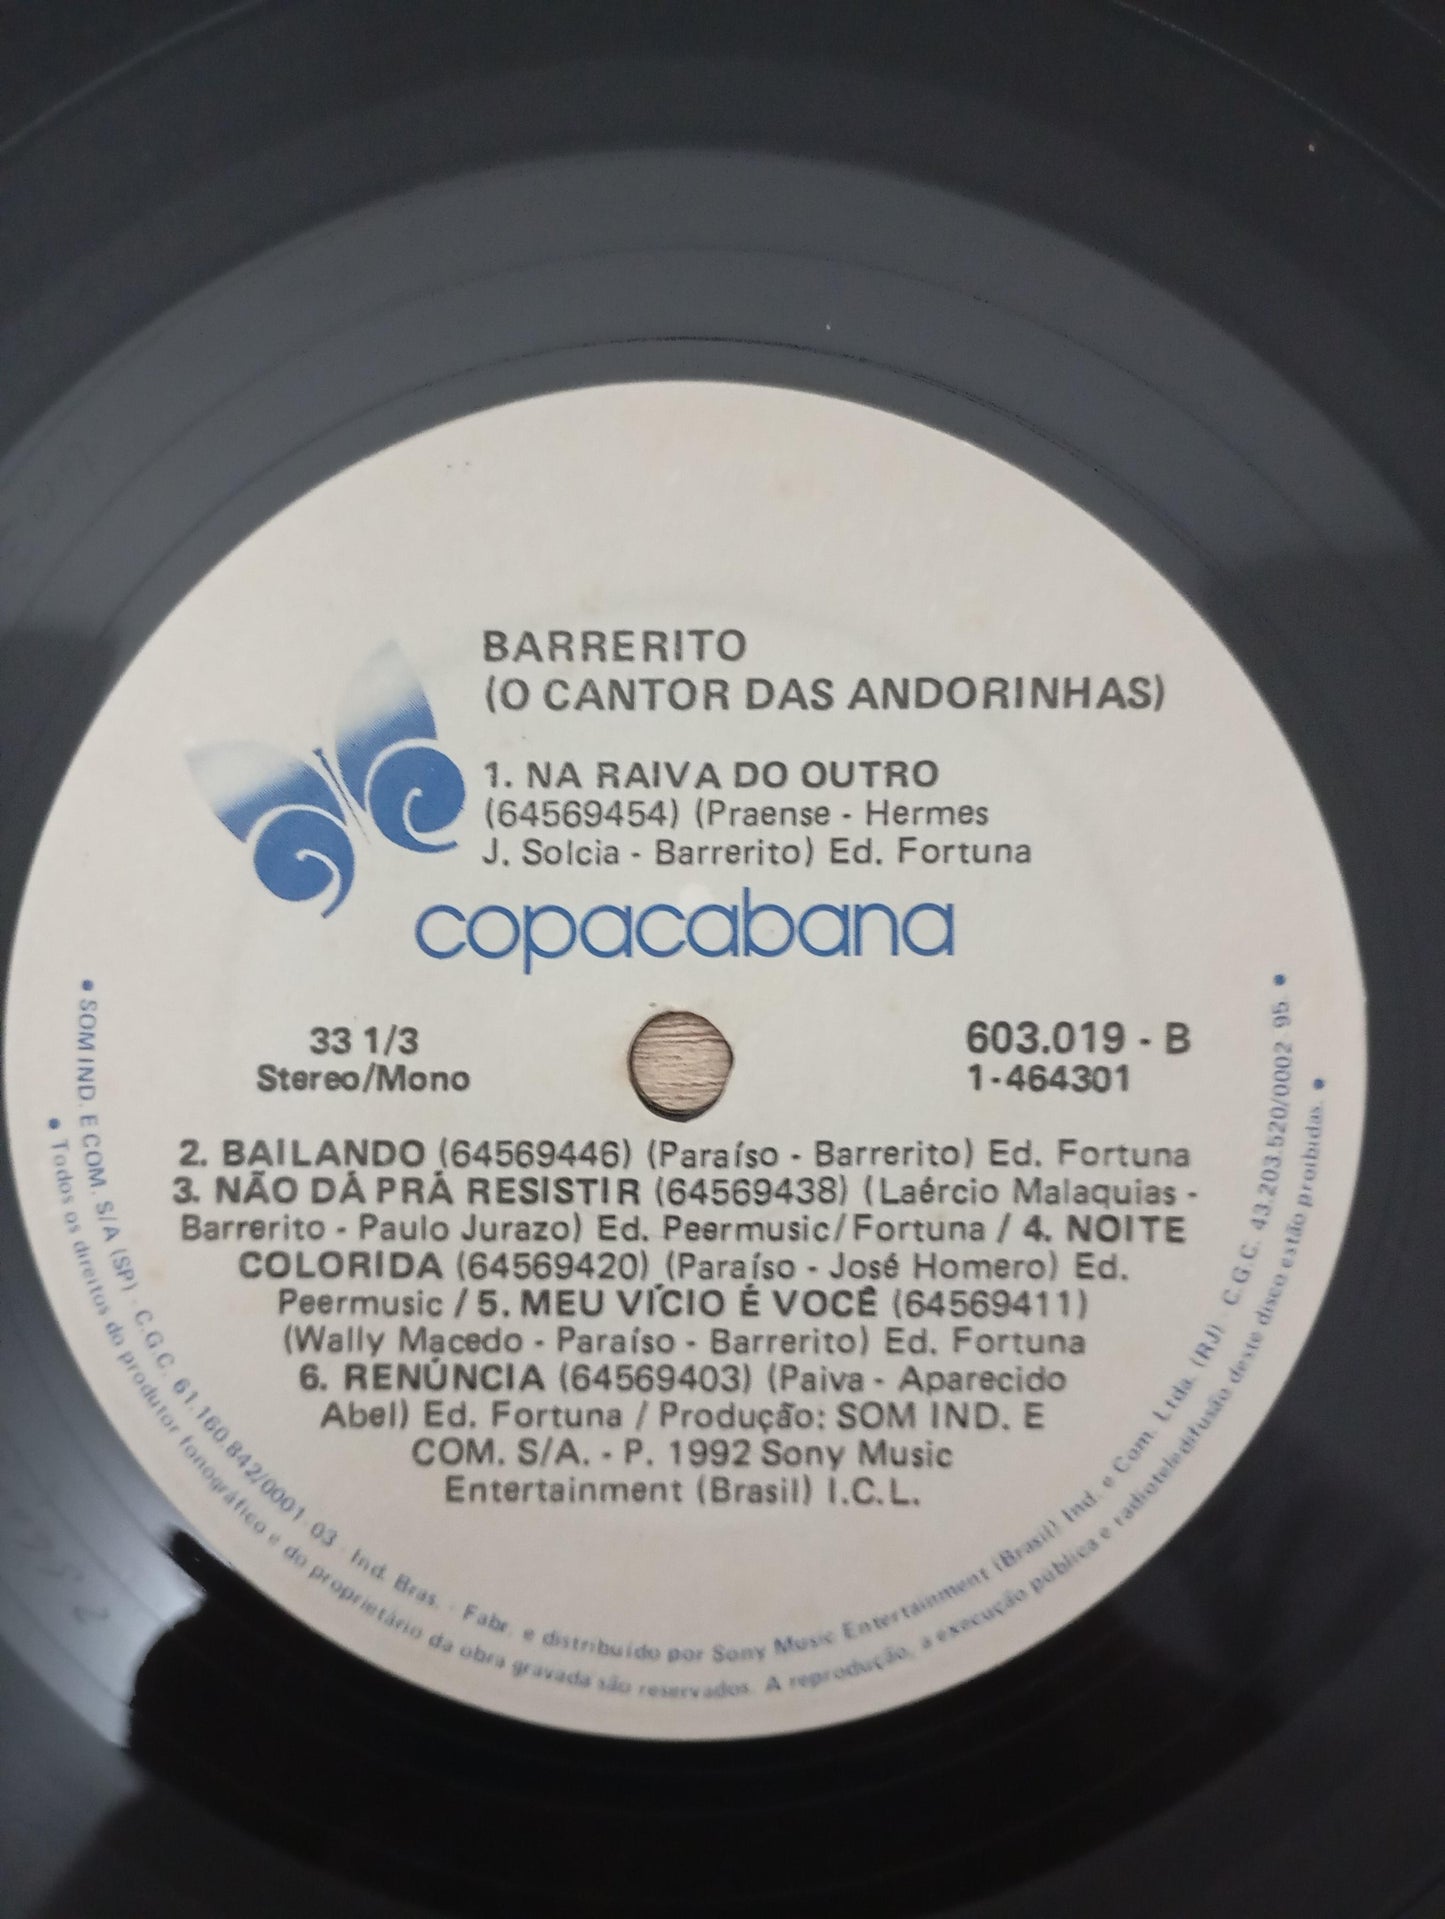 BARRERITO
(O CANTOR DAS ANDORINHAS)
1. NA RAIVA DO OUTRO
(64569454) (Praense - Hermes
J. Solcia - Barrerito) Ed. Fortuna
copacabana
33 1/3
Stereo/Mono
603.019 - B
1-464301
2. BAILANDO (64569446) (Paraíso - Barrerito) Ed. Fortuna
3. NÃO DÁ PRÁ RESISTIR (64569438) (Laércio Malaquias -
Barrerito - Paulo Jurazo) Ed. Peermusic/Fortuna / 4. NOITE
COLORIDA (64569420) (Paraíso - José Homero) Ed.
Peermusic / 5. MEU VÍCIO É VOCÊ (64569411)
(Wally Macedo - Paraíso - Barrerito) Ed. Fortuna
6. RENÚNCIA (64569403) (Paiva - Aparecido
Abel) Ed. Fortuna / Produção: SOM IND. E
COM. S/A. - P. 1992 Sony Music
Entertainment (Brasil) I.C.L.
• SOM IND. E COM. S/A (SP) - C.G.C. 61.160.842/0001-03 - Ind. Bras. - Fabr. e distribuído por Sony Music Entertainment (Brasil) Ind. e Com. Ltda. (RJ) - C.G.C. 43.203.520/0002-95 •
• Todos os direitos do produtor fonográfico e do proprietário da obra gravada são reservados. A reprodução, a execução pública e radioteledifusão deste disco estão proibidas. •